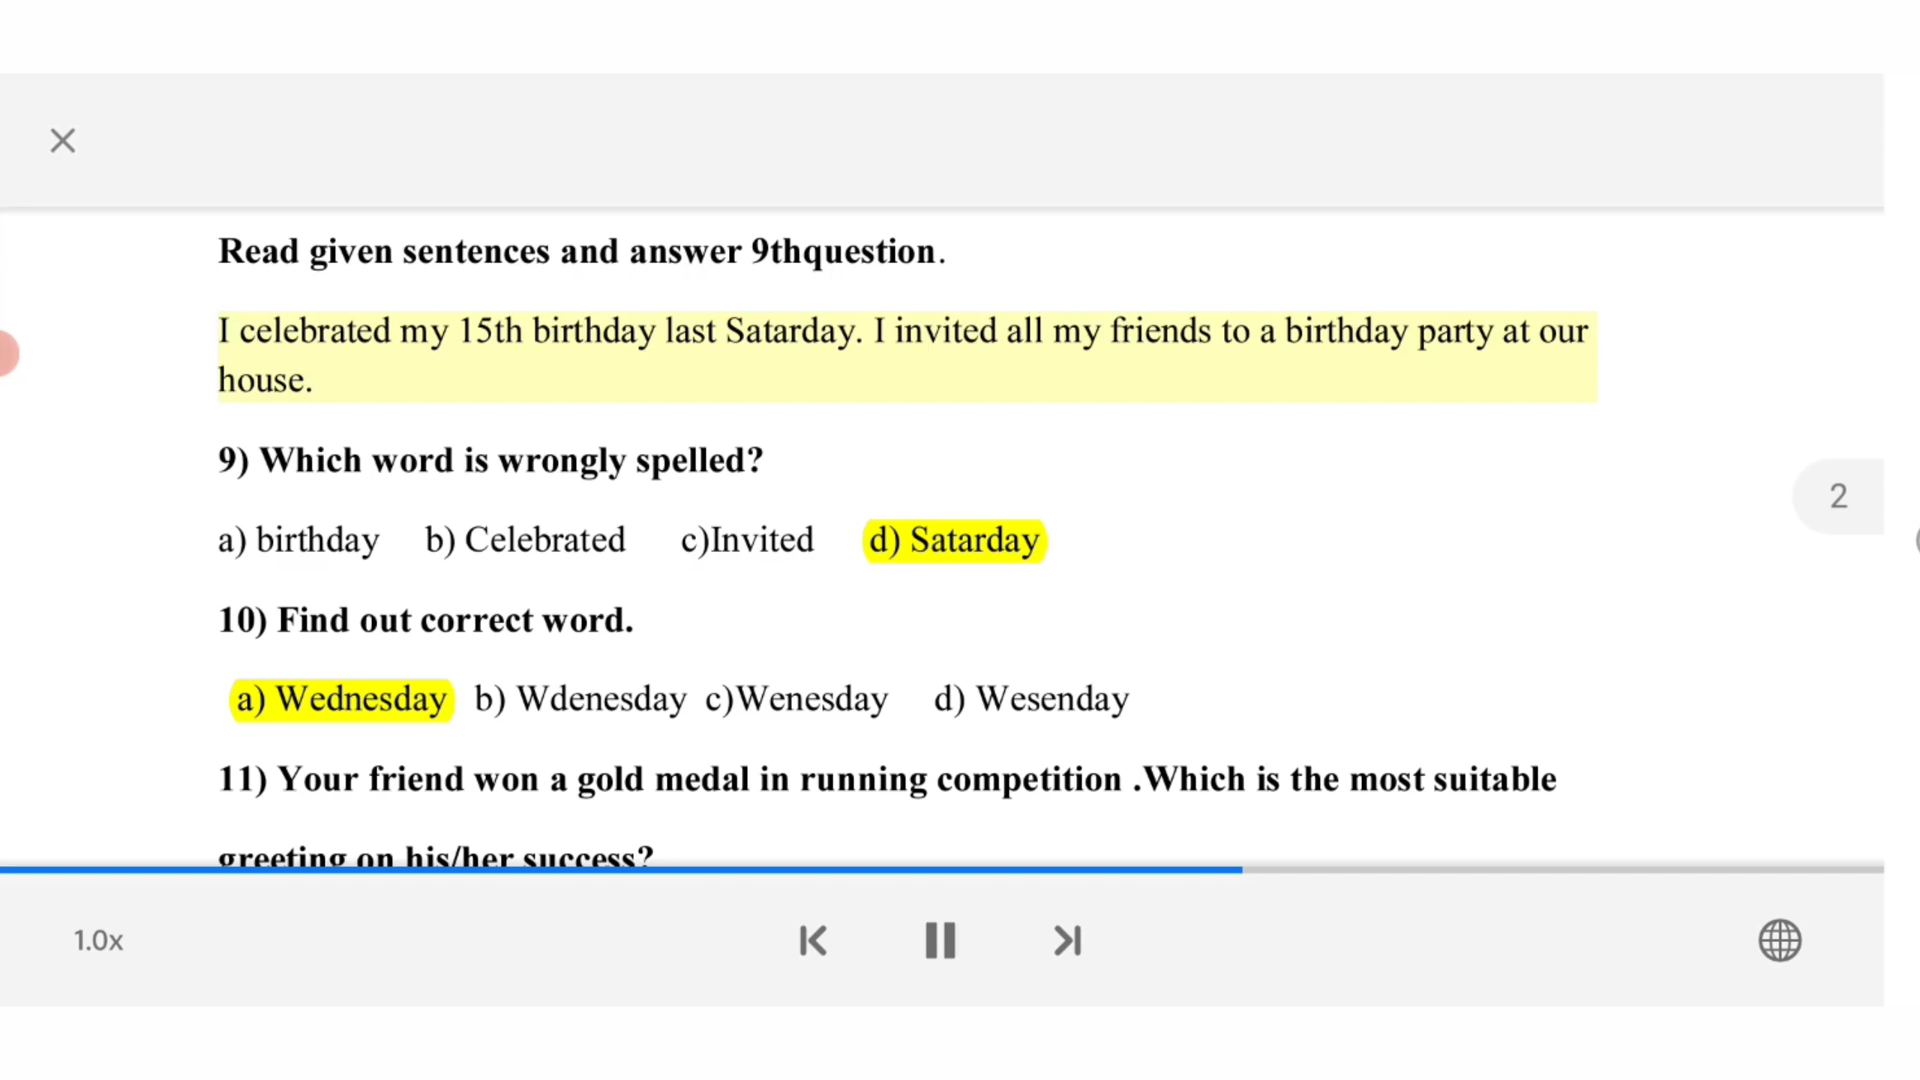 Read given sentences and answer 9thquestion.
I celebrated my 15th birthday last Satarday. I invited all my friends to a birthday party at our
house.
9) Which word is wrongly spelled?
a) birthday b) Celebrated c)Invited d) Satarday
2
10) Find out correct word.
a) Wednesday b) Wdenesday c)Wenesday d) Wesenday
11) Your friend won a gold medal in running competition .Which is the most suitable
greeting on his/her success?
1.0x